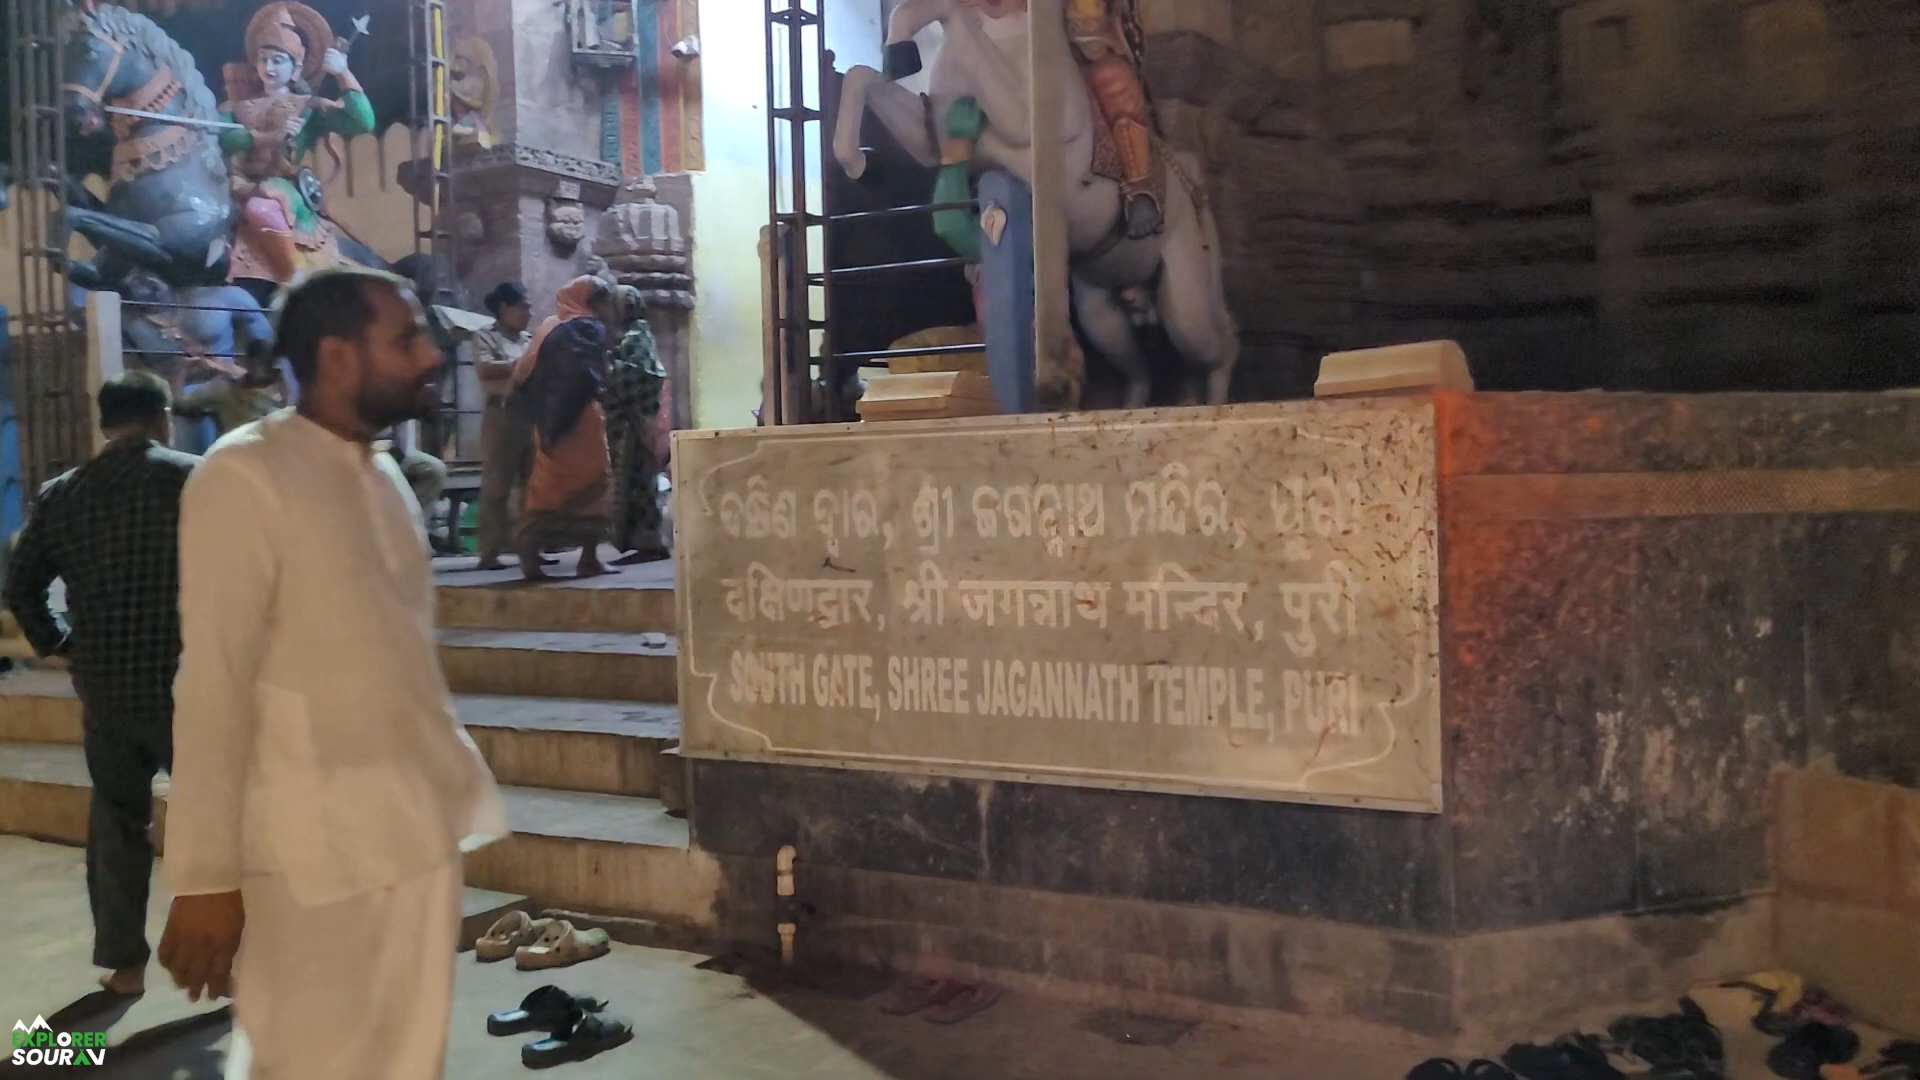 ଦକ୍ଷିଣ ଦ୍ୱାର, ଶ୍ରୀ ଜଗନ୍ନାଥ ମନ୍ଦିର, ପୁରୀ
दक्षिणद्वार, श्री जगन्नाथ मन्दिर, पुरी
SOUTH GATE, SHREE JAGANNATH TEMPLE, PURI
EXPLORER
SOURAV